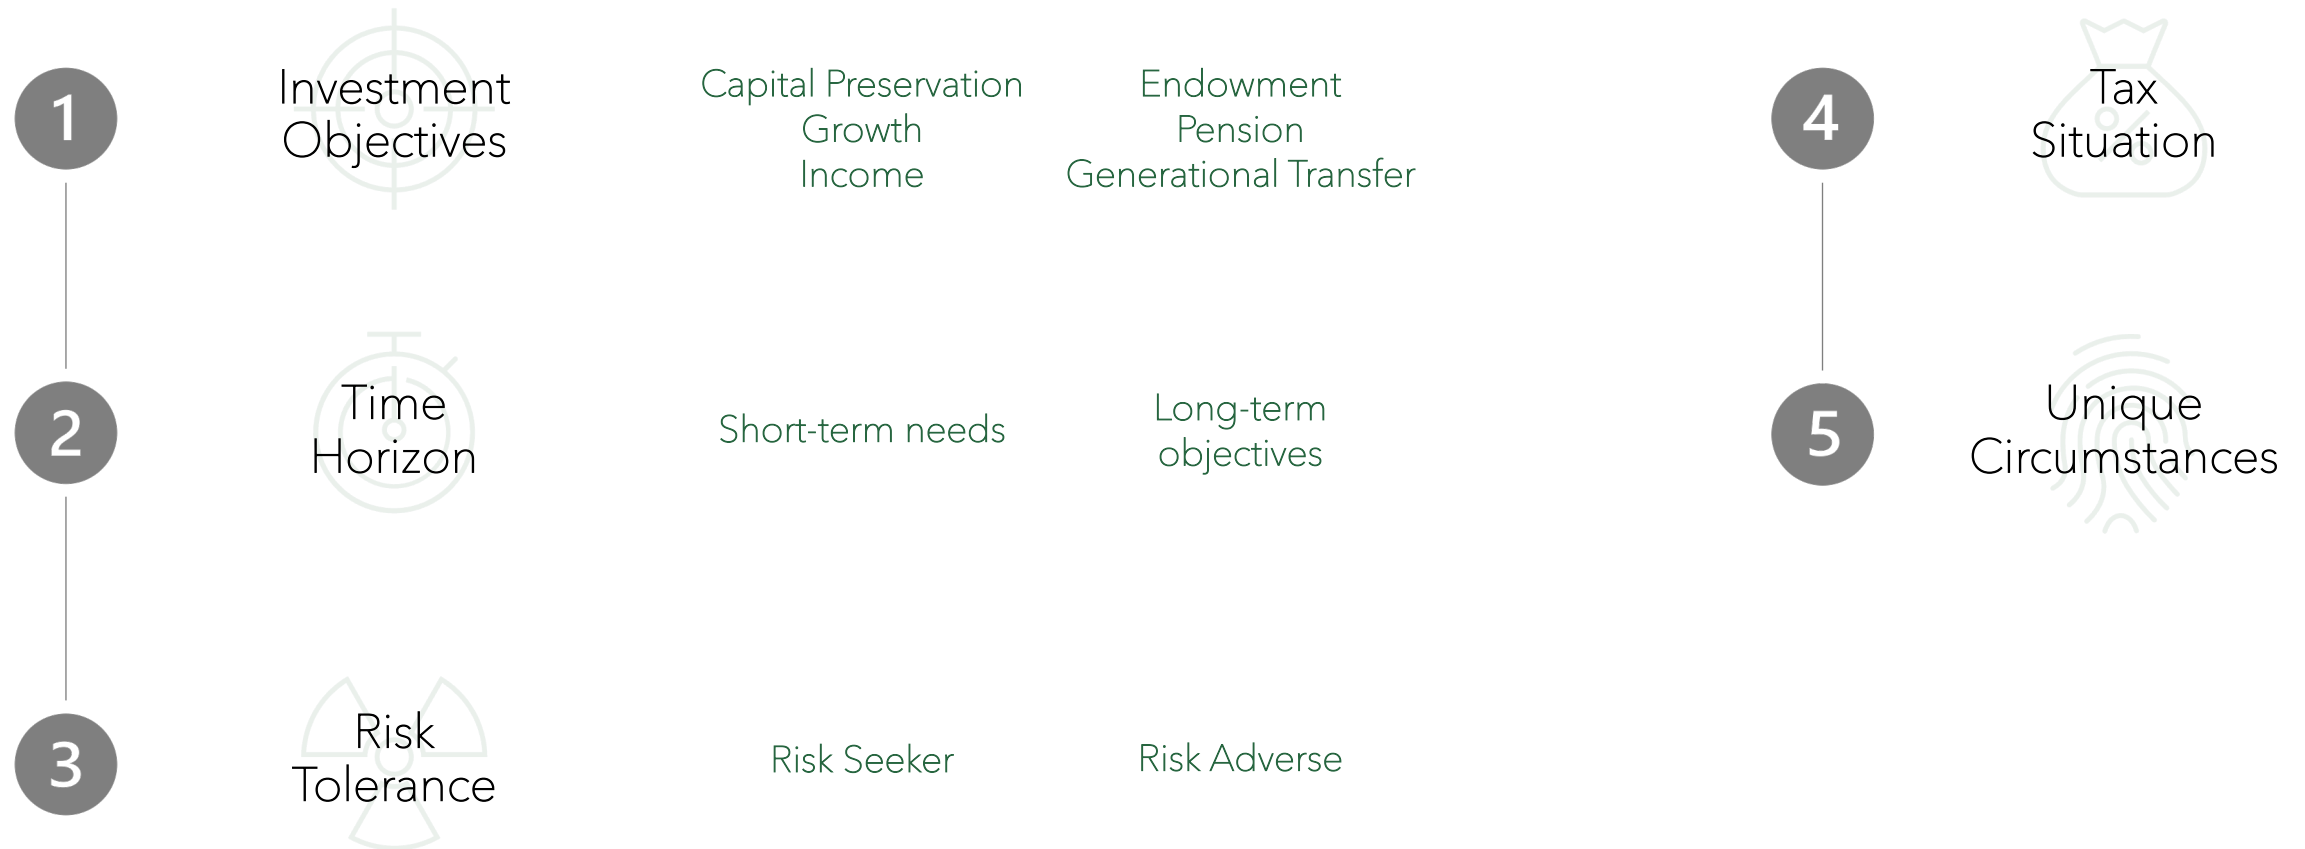 1
Investment
Objectives
Capital Preservation
Growth
Income
Endowment
Pension
Generational Transfer
2
Time
Horizon
Short-term needs
Long-term
objectives
3
Risk
Tolerance
Risk Seeker
Risk Adverse
4
Tax
Situation
5
Unique
Circumstances